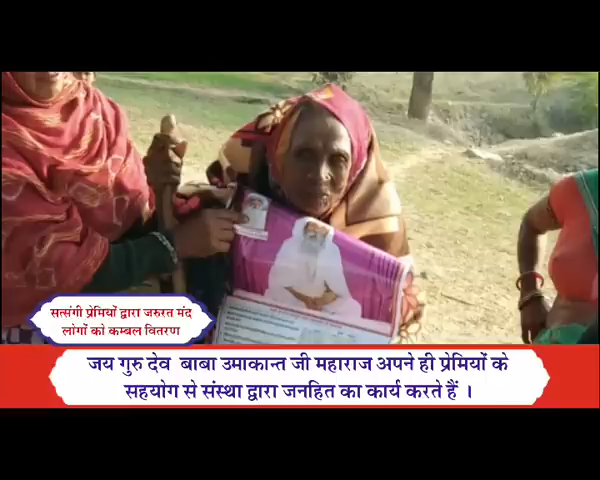 सत्संगी प्रेमियों द्वारा जरुरत मंद
लोगों को कम्बल वितरण
जय गुरु देव बाबा उमाकान्त जी महाराज अपने ही प्रेमियों के
सहयोग से संस्था द्वारा जनहित का कार्य करते हैं ।